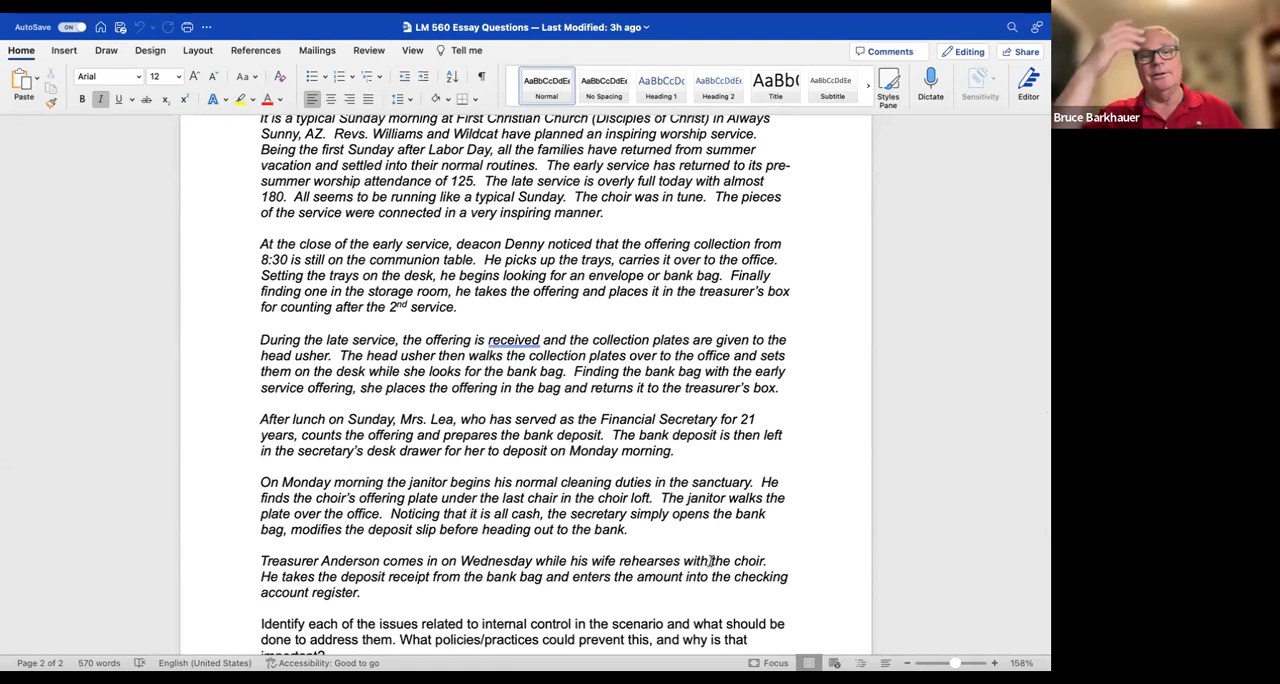 AutoSave ON
LM 560 Essay Questions — Last Modified: 3h ago
Home Insert Draw Design Layout References Mailings Review View Tell me
Comments Editing Share
Paste
Arial 12
Aa
B I U ab x₂ x² A A
AaBbCcDdEe AaBbCcDdEe AaBbCcDc AaBbCcDdEe AaBb( AaBbCcDdEe
Normal No Spacing Heading 1 Heading 2 Title Subtitle
Styles Pane
Dictate
Sensitivity
Editor
Bruce Barkhauer
It is a typical Sunday morning at First Christian Church (Disciples of Christ) in Always
Sunny, AZ. Revs. Williams and Wildcat have planned an inspiring worship service.
Being the first Sunday after Labor Day, all the families have returned from summer
vacation and settled into their normal routines. The early service has returned to its pre-
summer worship attendance of 125. The late service is overly full today with almost
180. All seems to be running like a typical Sunday. The choir was in tune. The pieces
of the service were connected in a very inspiring manner.
At the close of the early service, deacon Denny noticed that the offering collection from
8:30 is still on the communion table. He picks up the trays, carries it over to the office.
Setting the trays on the desk, he begins looking for an envelope or bank bag. Finally
finding one in the storage room, he takes the offering and places it in the treasurer's box
for counting after the 2nd service.
During the late service, the offering is received and the collection plates are given to the
head usher. The head usher then walks the collection plates over to the office and sets
them on the desk while she looks for the bank bag. Finding the bank bag with the early
service offering, she places the offering in the bag and returns it to the treasurer's box.
After lunch on Sunday, Mrs. Lea, who has served as the Financial Secretary for 21
years, counts the offering and prepares the bank deposit. The bank deposit is then left
in the secretary's desk drawer for her to deposit on Monday morning.
On Monday morning the janitor begins his normal cleaning duties in the sanctuary. He
finds the choir's offering plate under the last chair in the choir loft. The janitor walks the
plate over the office. Noticing that it is all cash, the secretary simply opens the bank
bag, modifies the deposit slip before heading out to the bank.
Treasurer Anderson comes in on Wednesday while his wife rehearses with the choir.
He takes the deposit receipt from the bank bag and enters the amount into the checking
account register.
Identify each of the issues related to internal control in the scenario and what should be
done to address them. What policies/practices could prevent this, and why is that
important?
Page 2 of 2 570 words English (United States) Accessibility: Good to go Focus 158%